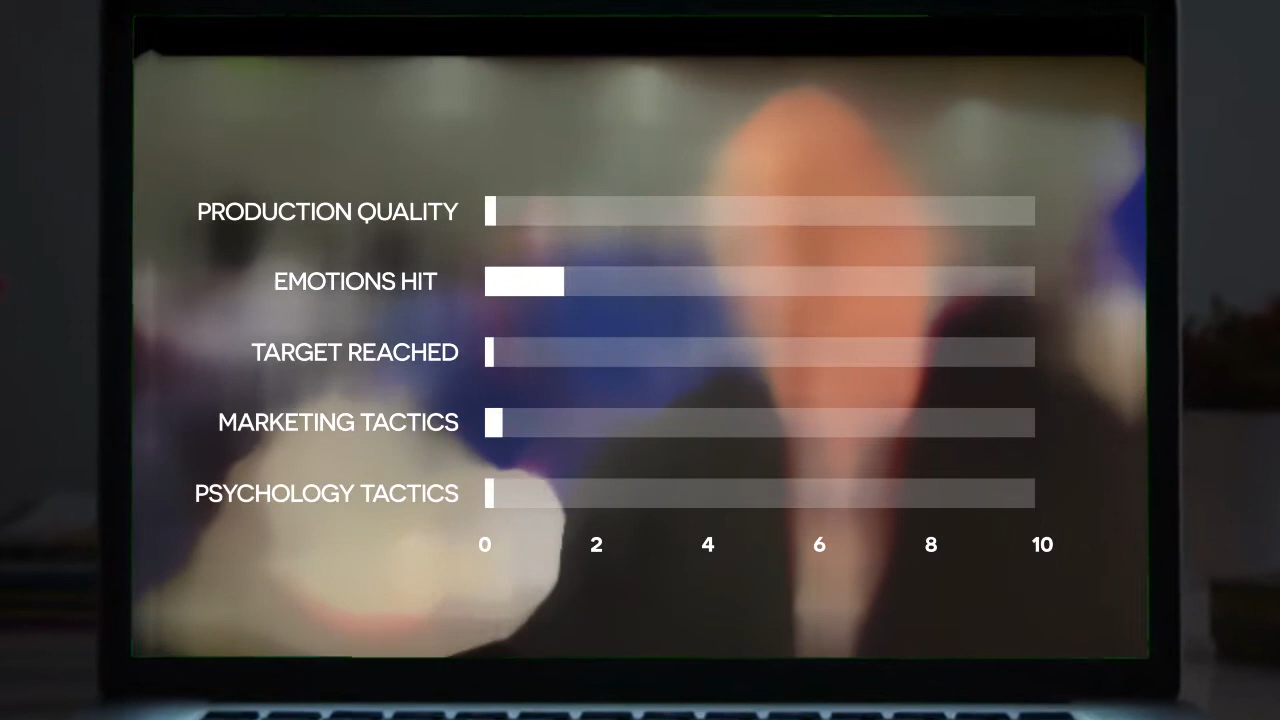 PRODUCTION QUALITY
EMOTIONS HIT
TARGET REACHED
MARKETING TACTICS
PSYCHOLOGY TACTICS
0 2 4 6 8 10